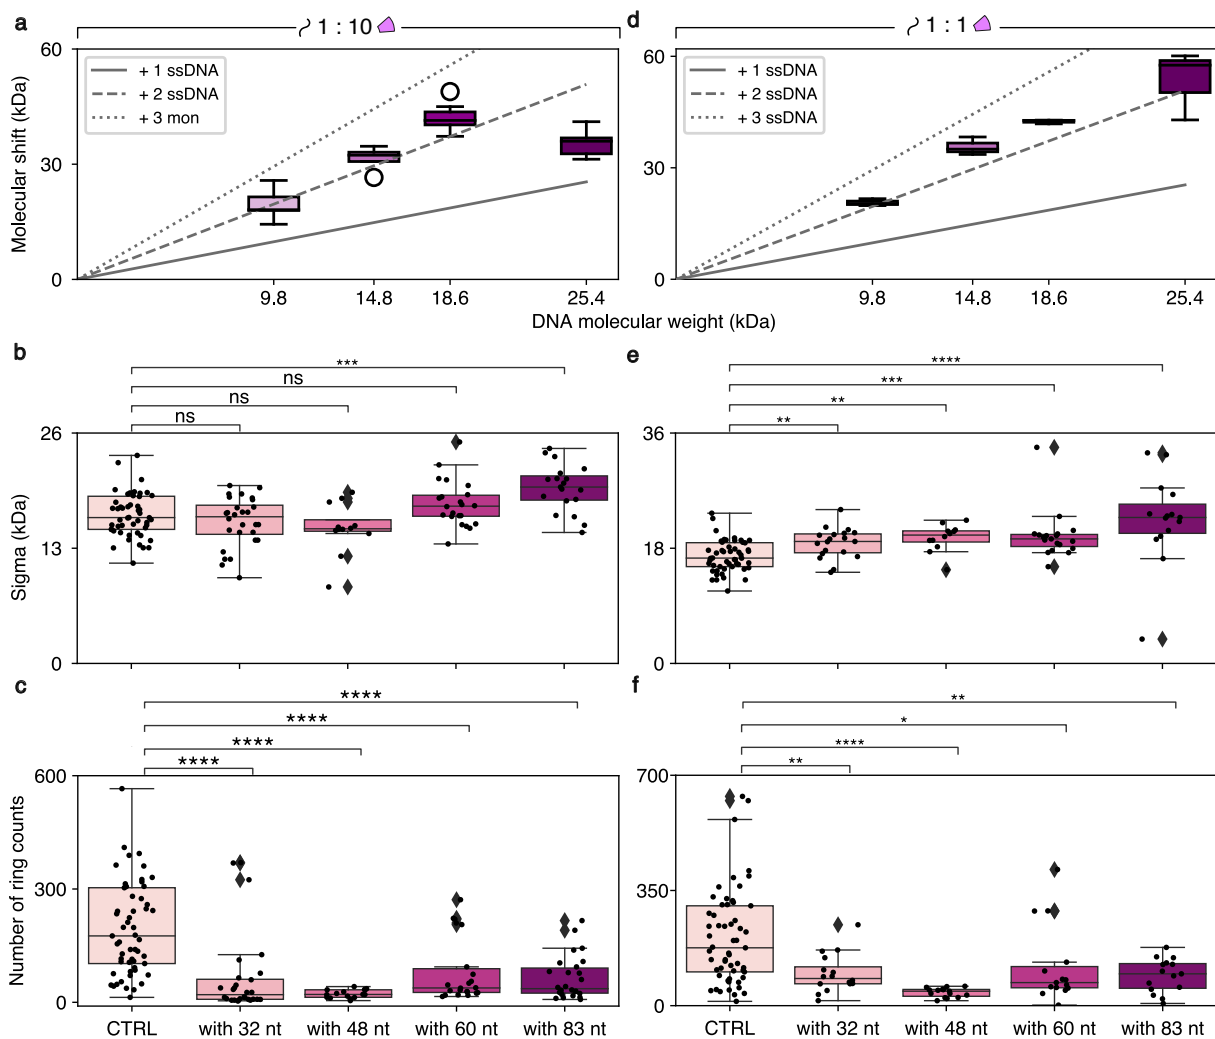 a
1 : 10
60
30
0
Molecular shift (kDa)
+ 1 ssDNA
+ 2 ssDNA
+ 3 mon
9.8
14.8
18.6
25.4
d
1 : 1
60
30
0
+ 1 ssDNA
+ 2 ssDNA
+ 3 ssDNA
9.8
14.8
18.6
25.4
DNA molecular weight (kDa)
b
***
ns
ns
ns
26
13
0
Sigma (kDa)
e
****
***
**
**
36
18
0
c
****
****
****
****
600
300
0
Number of ring counts
CTRL
with 32 nt
with 48 nt
with 60 nt
with 83 nt
f
**
*
****
**
700
350
0
CTRL
with 32 nt
with 48 nt
with 60 nt
with 83 nt